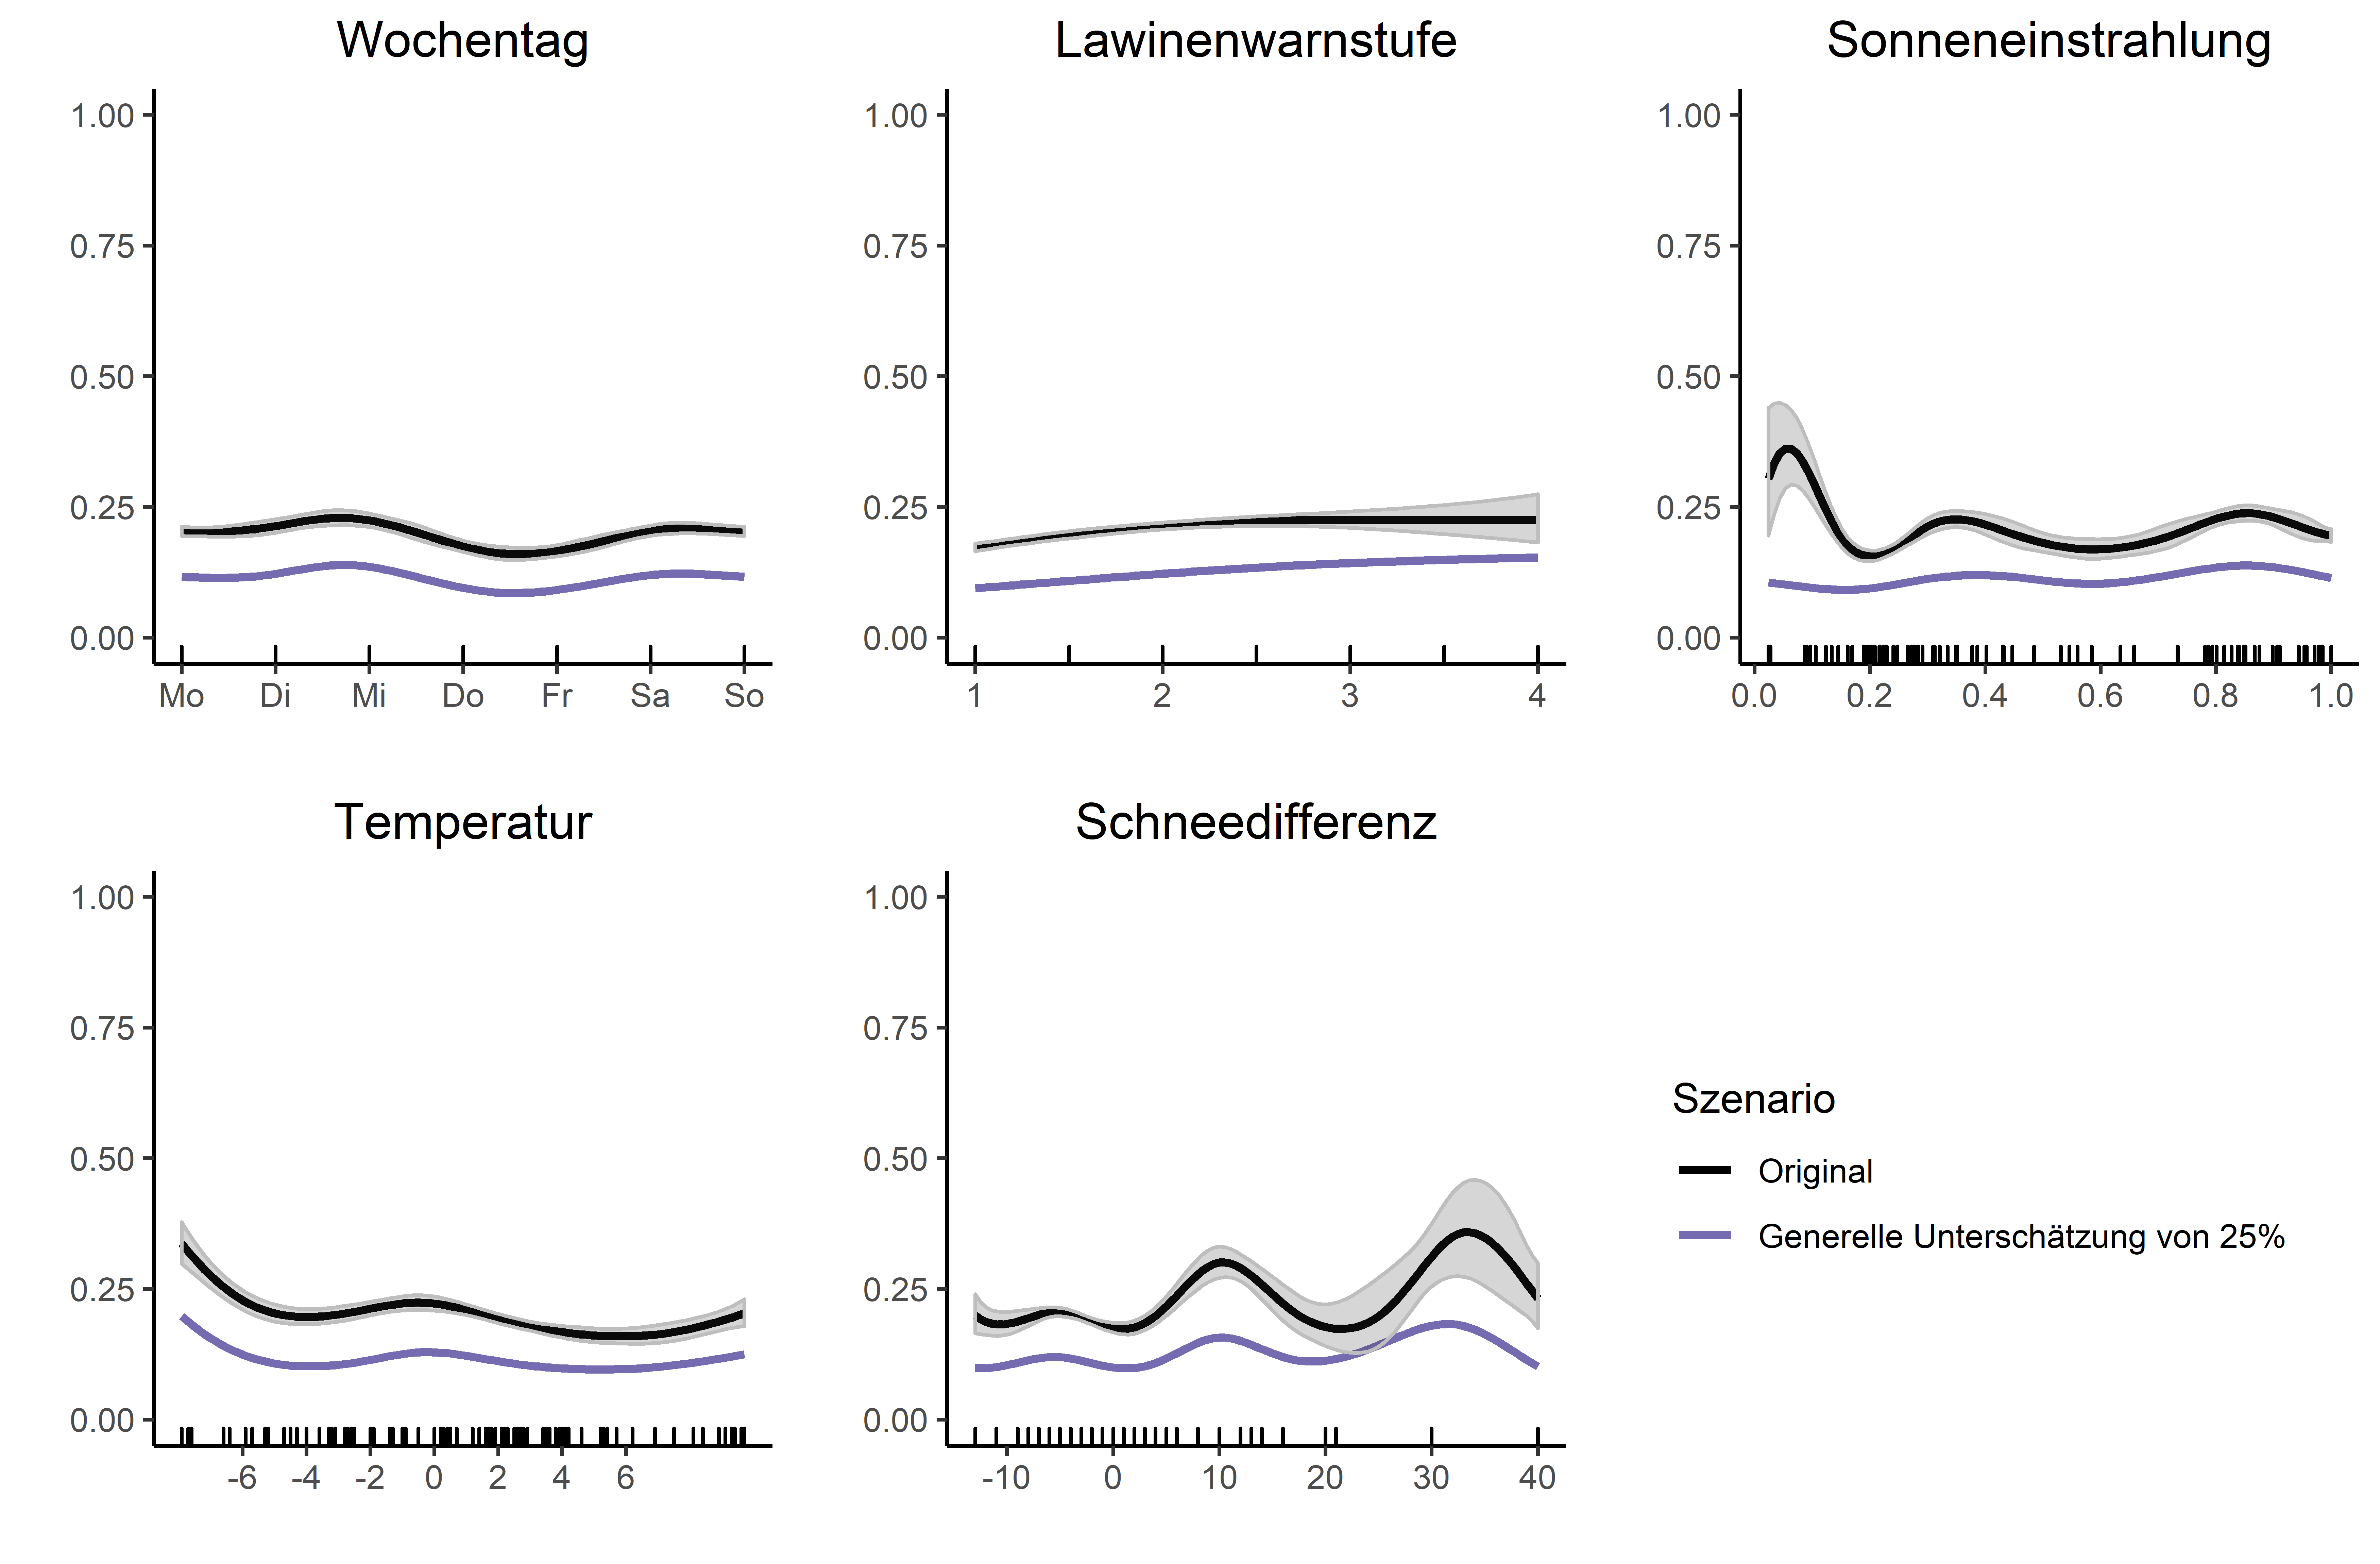 Wochentag
1.00
0.75
0.50
0.25
0.00
Mo Di Mi Do Fr Sa So
Lawinenwarnstufe
1.00
0.75
0.50
0.25
0.00
1 2 3 4
Sonneneinstrahlung
1.00
0.75
0.50
0.25
0.00
0.0 0.2 0.4 0.6 0.8 1.0
Temperatur
1.00
0.75
0.50
0.25
0.00
-6 -4 -2 0 2 4 6
Schneedifferenz
1.00
0.75
0.50
0.25
0.00
-10 0 10 20 30 40
Szenario
Original
Generelle Unterschätzung von 25%